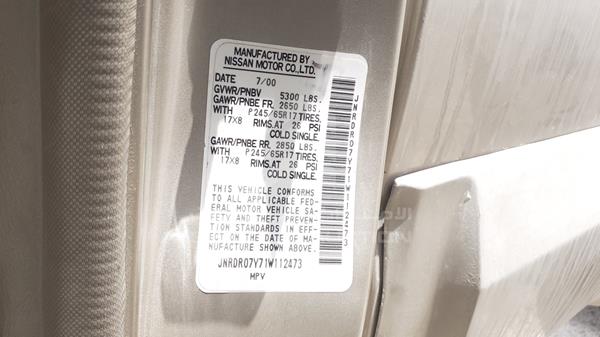 MANUFACTURED BY
NISSAN MOTOR CO.,LTD.
DATE 7/00
GVWR/PNBV 5300 LBS.
GAWR/PNBE FR. 2650 LBS.
WITH P245/65R17 TIRES,
17X8 RIMS,AT 26 PSI
COLD SINGLE.
GAWR/PNBE RR. 2850 LBS.
WITH P245/65R17 TIRES,
17X8 RIMS,AT 26 PSI
COLD SINGLE.
THIS VEHICLE CONFORMS
TO ALL APPLICABLE FED-
ERAL MOTOR VEHICLE SA-
FETY AND THEFT PREVEN-
TION STANDARDS IN EFF-
ECT ON THE DATE OF MA-
NUFACTURE SHOWN ABOVE.
JNRDR07Y71W112473
MPV
JNRDR07Y71W112473